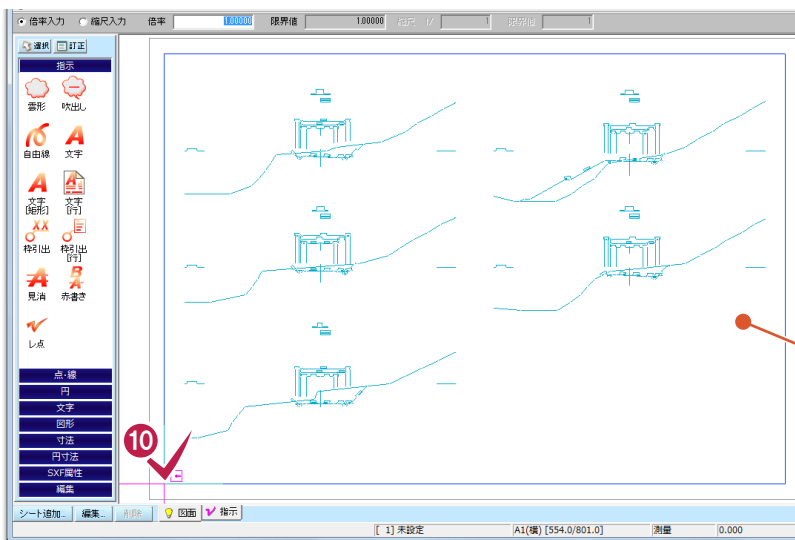 倍率入力 縮尺入力 倍率 1.00000 限界値 1.00000 縮尺 1/ 1 限界値 1
選択 訂正
指示
雲形 吹出し
自由線 文字
文字 文字
[矩形] [行]
枠引出 枠引出
[行]
見消 赤書き
レ点
点・線
円
文字
図形
寸法
円寸法
SXF属性
編集
10
シート追加... 編集... 削除 図面 指示
[ 1] 未設定 A1(横) [554.0/801.0] 測量 0.000